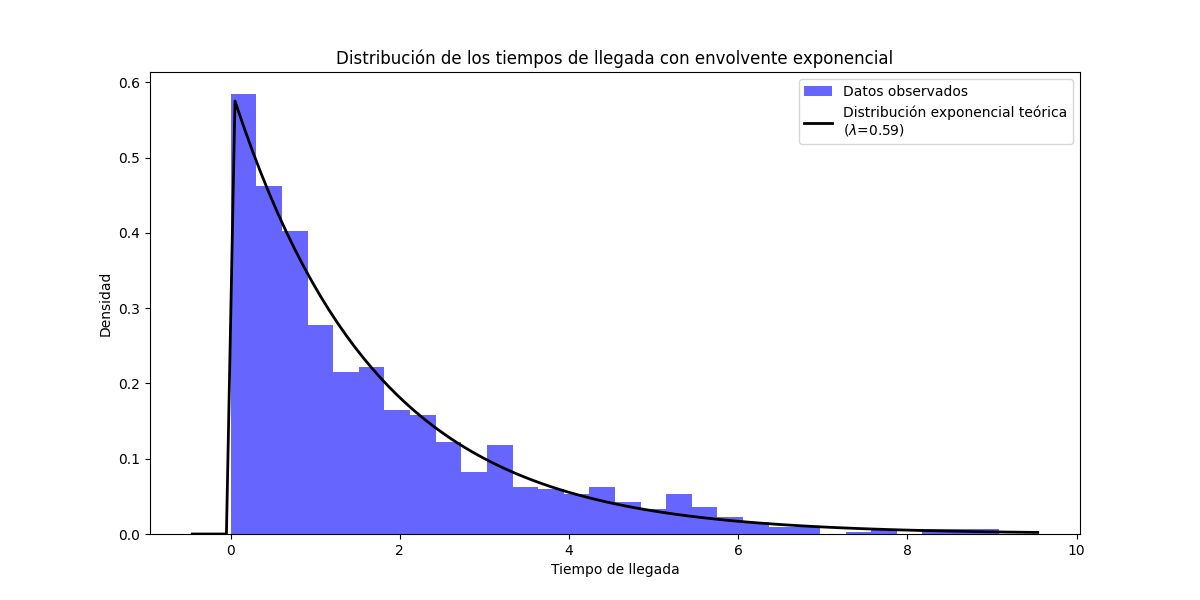 Distribución de los tiempos de llegada con envolvente exponencial
Datos observados
Distribución exponencial teórica
(λ=0.59)
Densidad
0.6
0.5
0.4
0.3
0.2
0.1
0.0
0
2
4
6
8
10
Tiempo de llegada